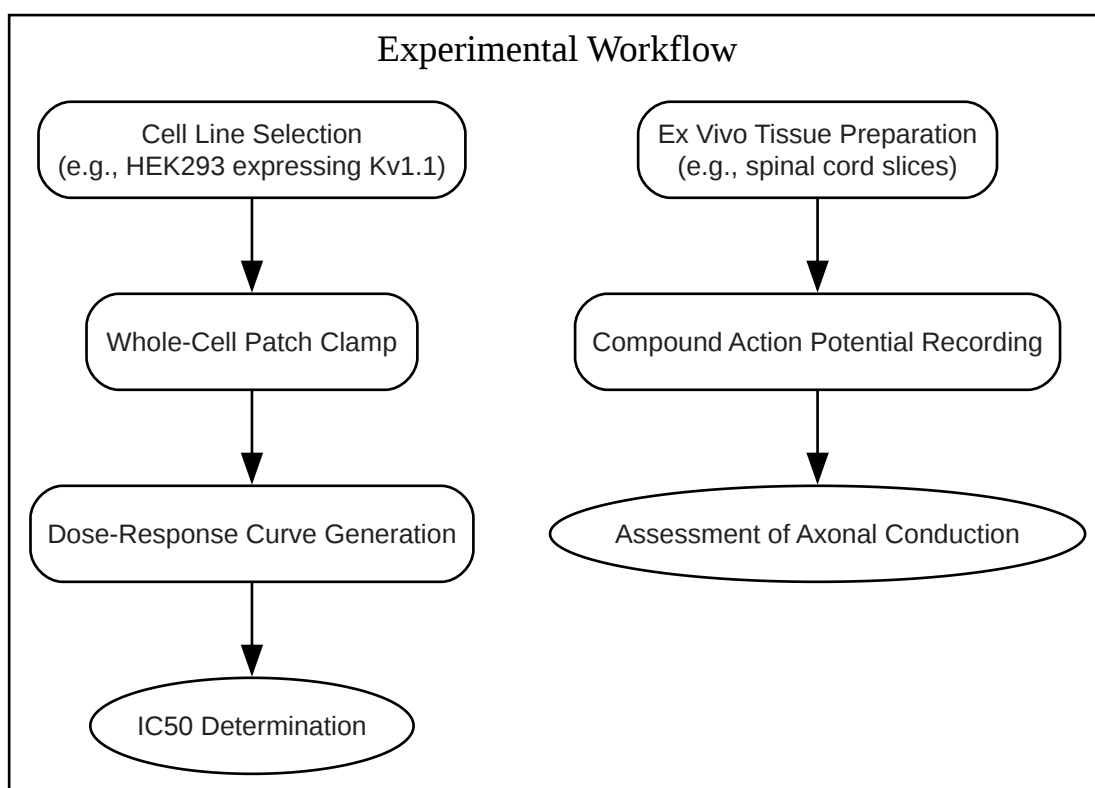 Experimental Workflow
Cell Line Selection
(e.g., HEK293 expressing Kv1.1)
Whole-Cell Patch Clamp
Dose-Response Curve Generation
IC50 Determination
Ex Vivo Tissue Preparation
(e.g., spinal cord slices)
Compound Action Potential Recording
Assessment of Axonal Conduction